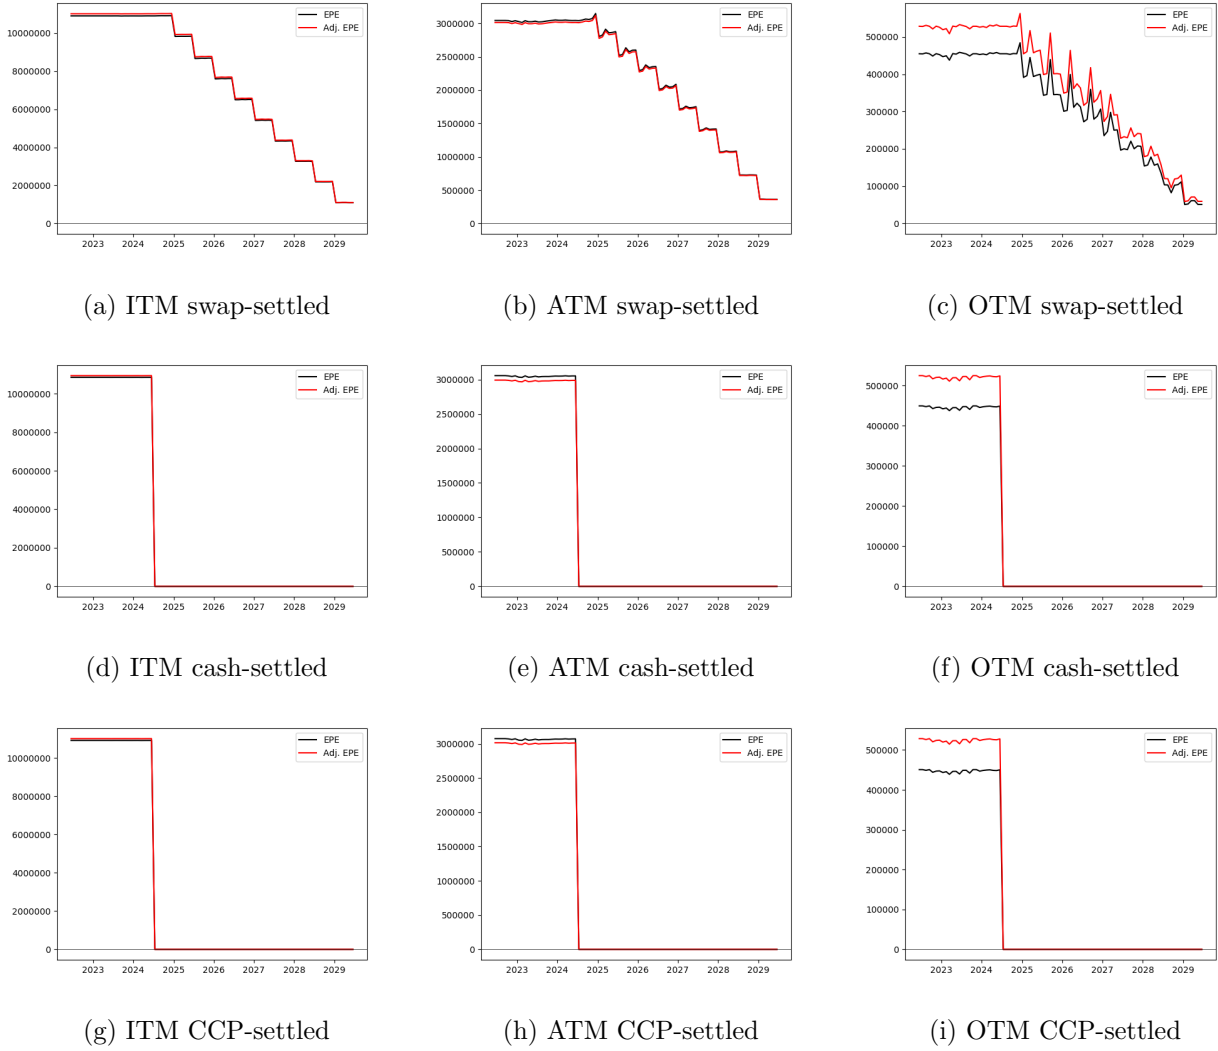 EPE
Adj. EPE
10000000
8000000
6000000
4000000
2000000
0
2023 2024 2025 2026 2027 2028 2029
(a) ITM swap-settled
EPE
Adj. EPE
3000000
2500000
2000000
1500000
1000000
500000
0
2023 2024 2025 2026 2027 2028 2029
(b) ATM swap-settled
EPE
Adj. EPE
500000
400000
300000
200000
100000
0
2023 2024 2025 2026 2027 2028 2029
(c) OTM swap-settled
EPE
Adj. EPE
10000000
8000000
6000000
4000000
2000000
0
2023 2024 2025 2026 2027 2028 2029
(d) ITM cash-settled
EPE
Adj. EPE
3000000
2500000
2000000
1500000
1000000
500000
0
2023 2024 2025 2026 2027 2028 2029
(e) ATM cash-settled
EPE
Adj. EPE
500000
400000
300000
200000
100000
0
2023 2024 2025 2026 2027 2028 2029
(f) OTM cash-settled
EPE
Adj. EPE
10000000
8000000
6000000
4000000
2000000
0
2023 2024 2025 2026 2027 2028 2029
(g) ITM CCP-settled
EPE
Adj. EPE
3000000
2500000
2000000
1500000
1000000
500000
0
2023 2024 2025 2026 2027 2028 2029
(h) ATM CCP-settled
EPE
Adj. EPE
500000
400000
300000
200000
100000
0
2023 2024 2025 2026 2027 2028 2029
(i) OTM CCP-settled